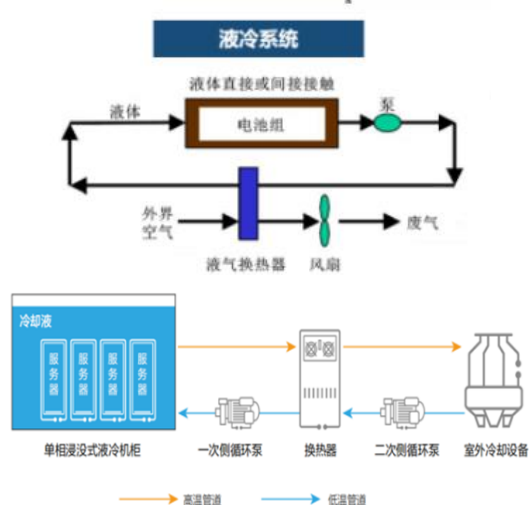 液冷系统
液体直接或间接接触
液体
电池组
泵
外界
空气
废气
液气换热器
风扇
冷却液
服务器
服务器
服务器
服务器
单相浸没式液冷机柜
一次侧循环泵
换热器
二次侧循环泵
室外冷却设备
高温管道
低温管道